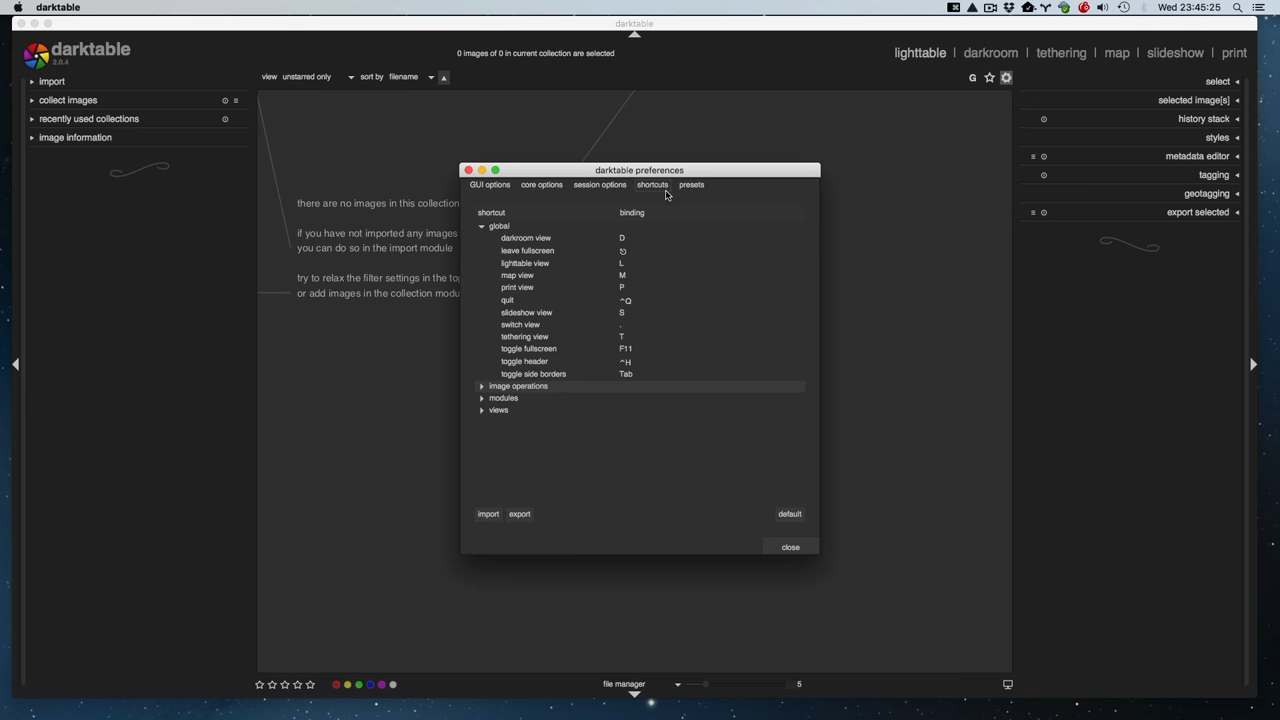 darktable
Wed 23:45:25
darktable
darktable
2.0.4
0 images of 0 in current collection are selected
lighttable | darkroom | tethering | map | slideshow | print
view unstarred only sort by filename
G
import
collect images
recently used collections
image information
select
selected image[s]
history stack
styles
metadata editor
tagging
geotagging
export selected
there are no images in this collection
if you have not imported any images
you can do so in the import module
try to relax the filter settings in the top
or add images in the collection modu
darktable preferences
GUI options core options session options shortcuts presets
shortcut binding
global
darkroom view D
leave fullscreen
lighttable view L
map view M
print view P
quit ^Q
slideshow view S
switch view .
tethering view T
toggle fullscreen F11
toggle header ^H
toggle side borders Tab
image operations
modules
views
import export default
close
file manager 5